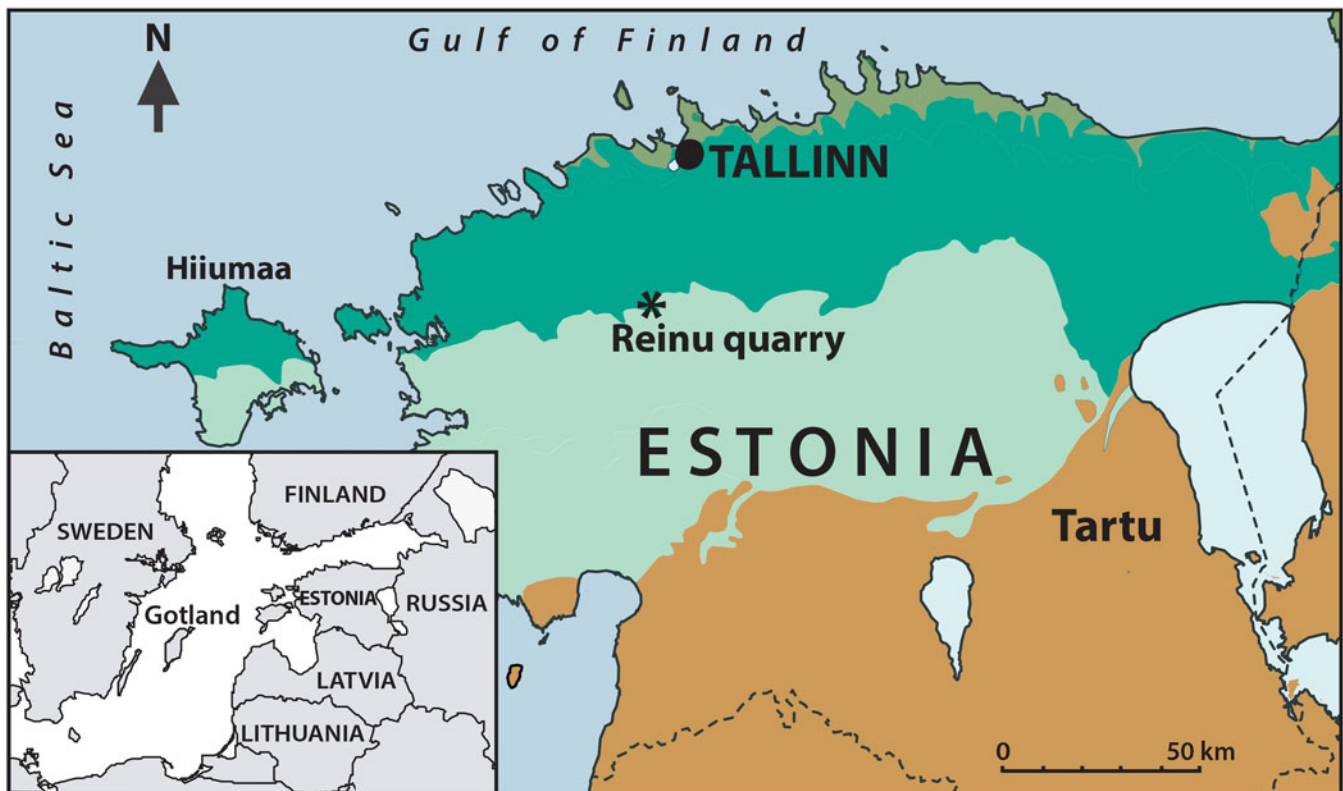 N
Gulf of Finland
Baltic Sea
TALLINN
Hiiumaa
*
Reinu quarry
ESTONIA
Tartu
0 50 km
FINLAND
SWEDEN
ESTONIA
RUSSIA
Gotland
LATVIA
LITHUANIA